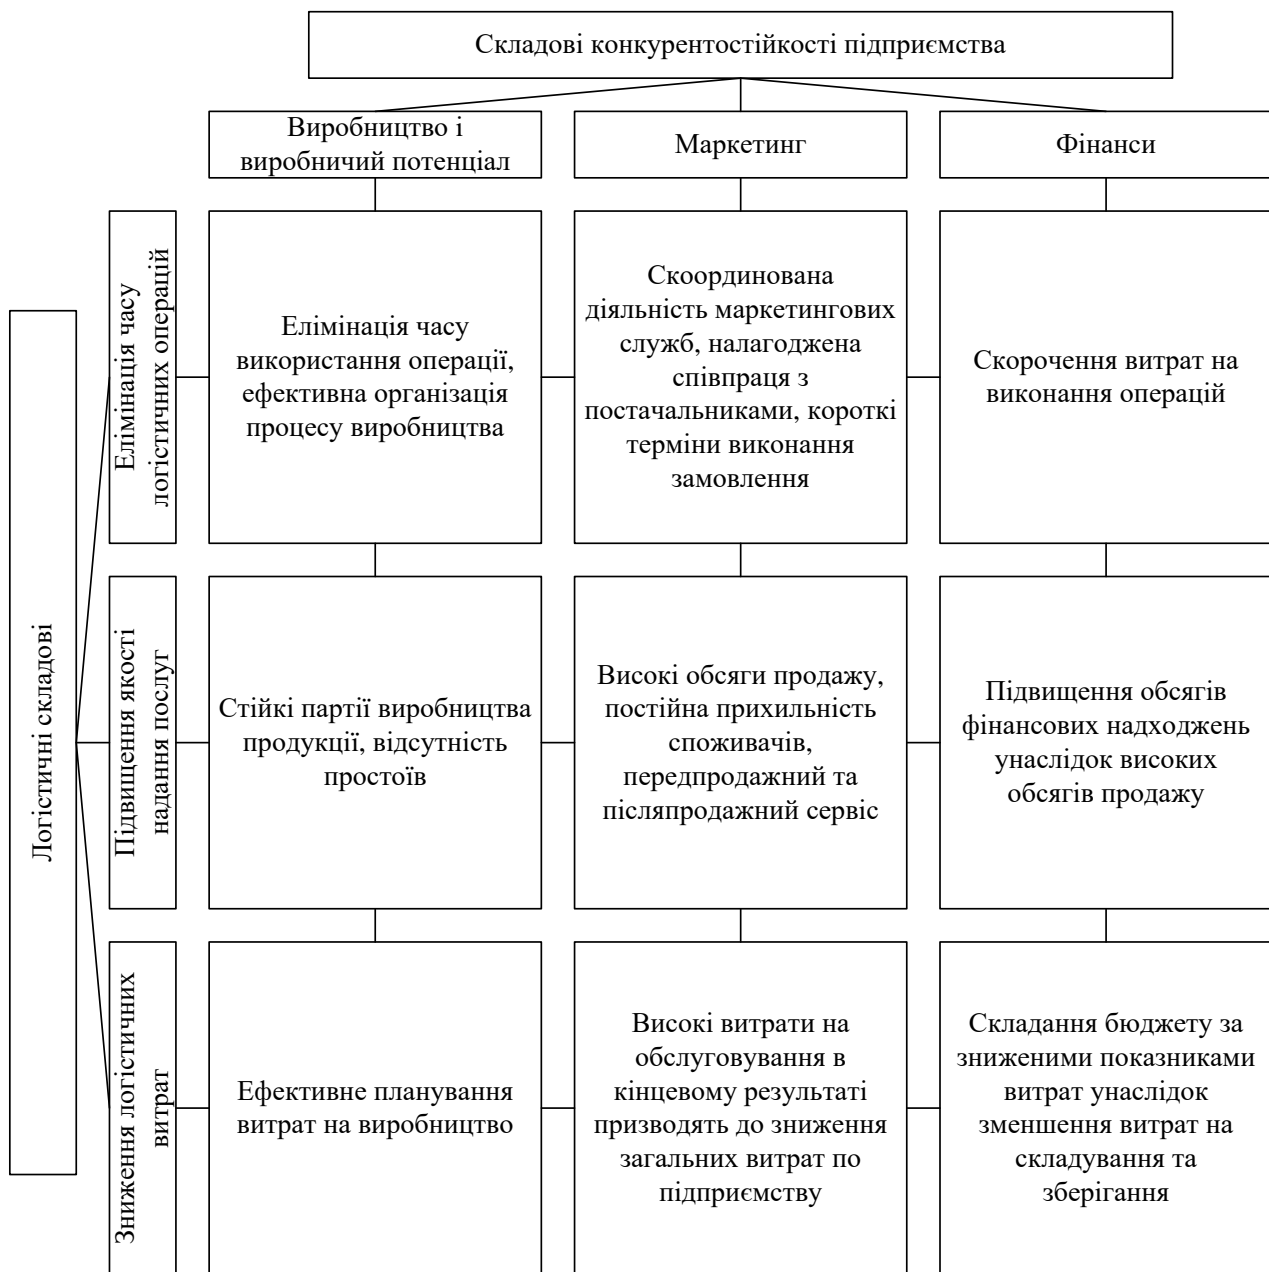 Складові конкурентостійкості підприємства
Виробництво і
виробничий потенціал
Маркетинг
Фінанси
Логістичні складові
Елімінація часу
логістичних операцій
Елімінація часу
використання операції,
ефективна організація
процесу виробництва
Скоординована
діяльність маркетингових
служб, налагоджена
співпраця з
постачальниками, короткі
терміни виконання
замовлення
Скорочення витрат на
виконання операцій
Підвищення якості
надання послуг
Стійкі партії виробництва
продукції, відсутність
простоїв
Високі обсяги продажу,
постійна прихильність
споживачів,
передпродажний та
післяпродажний сервіс
Підвищення обсягів
фінансових надходжень
унаслідок високих
обсягів продажу
Зниження логістичних
витрат
Ефективне планування
витрат на виробництво
Високі витрати на
обслуговування в
кінцевому результаті
призводять до зниження
загальних витрат по
підприємству
Складання бюджету за
зниженими показниками
витрат унаслідок
зменшення витрат на
складування та
зберігання